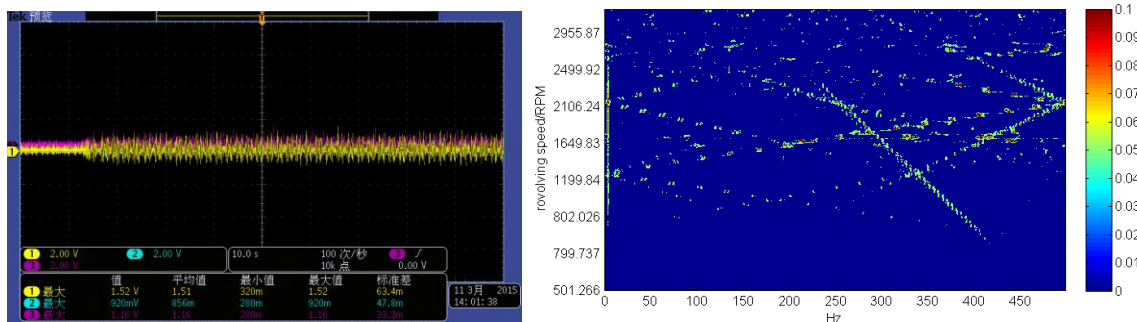 Tek 预览
T
1
1 2.00 V 2 2.00 V
3 2.00 V
10.0 s 100 次/秒 3
10k 点 0.00 V
值 平均值 最小值 最大值 标准差
1 最大 1.52 V 1.51 320m 1.52 63.4m
2 最大 920mV 856m 280m 920m 47.8m
3 最大 1.16 V 1.16 280m 1.16 33.3m
11 3月 2015
14:01:38
rovolving speed/RPM
2955.87
2499.92
2106.24
1649.83
1199.84
802.026
799.737
501.266
0 50 100 150 200 250 300 350 400 450
Hz
0.1
0.09
0.08
0.07
0.06
0.05
0.04
0.03
0.02
0.01
0